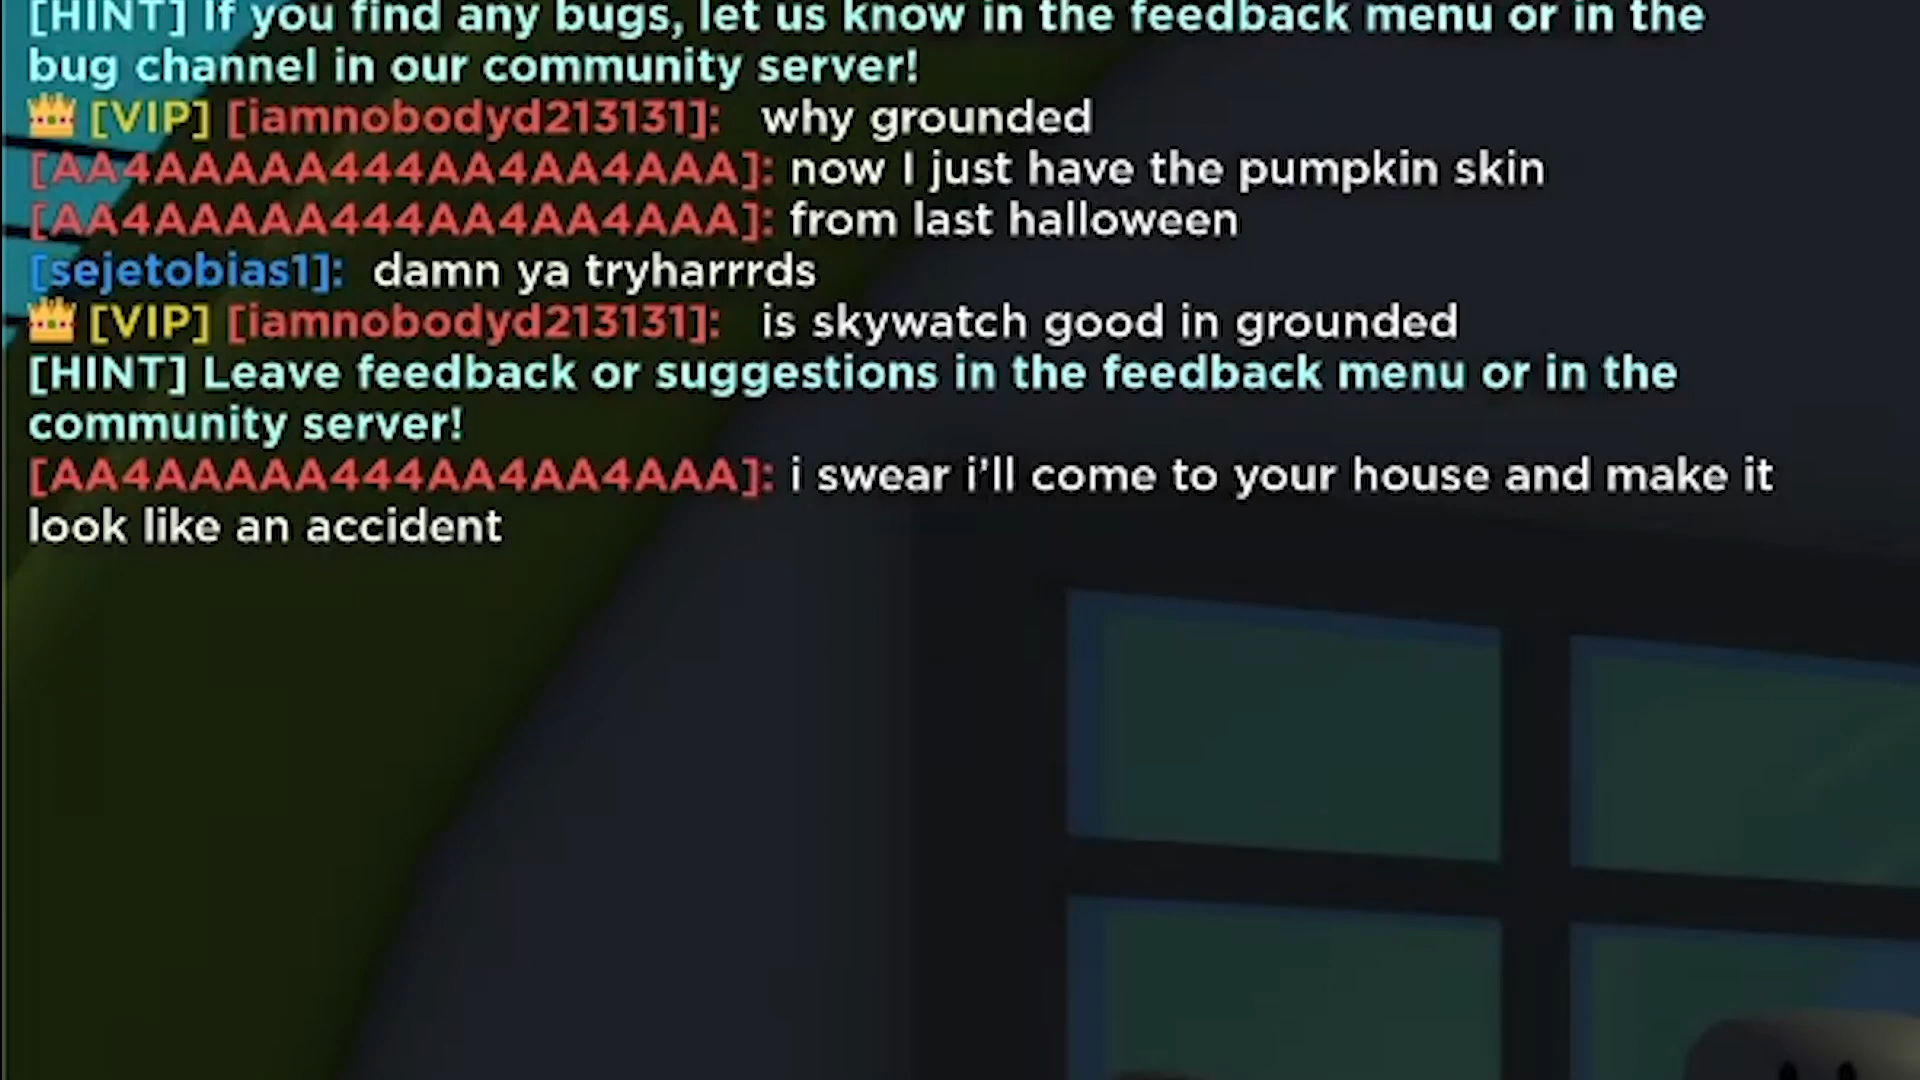 [HINT] If you find any bugs, let us know in the feedback menu or in the
bug channel in our community server!
[VIP] [iamnobodyd213131]: why grounded
[AA4AAAAA444AA4AA4AAA]: now I just have the pumpkin skin
[AA4AAAAA444AA4AA4AAA]: from last halloween
[sejetobias1]: damn ya tryharrrds
[VIP] [iamnobodyd213131]: is skywatch good in grounded
[HINT] Leave feedback or suggestions in the feedback menu or in the
community server!
[AA4AAAAA444AA4AA4AAA]: i swear i’ll come to your house and make it
look like an accident